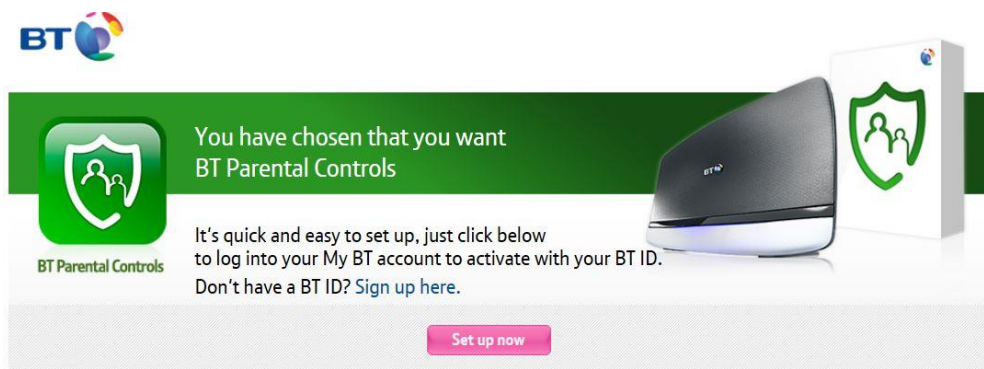 BT
You have chosen that you want
BT Parental Controls
BT
BT Parental Controls
It's quick and easy to set up, just click below
to log into your My BT account to activate with your BT ID.
Don't have a BT ID? Sign up here.
Set up now